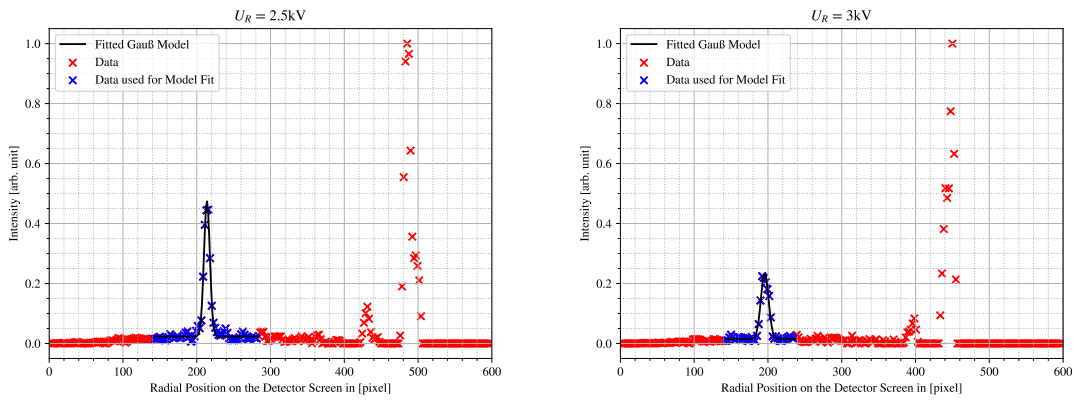 U_R = 2.5kV
1.0
0.8
0.6
0.4
0.2
0.0
Intensity [arb. unit]
Fitted Gauß Model
Data
Data used for Model Fit
0 100 200 300 400 500 600
Radial Position on the Detector Screen in [pixel]
U_R = 3kV
1.0
0.8
0.6
0.4
0.2
0.0
Intensity [arb. unit]
Fitted Gauß Model
Data
Data used for Model Fit
0 100 200 300 400 500 600
Radial Position on the Detector Screen in [pixel]